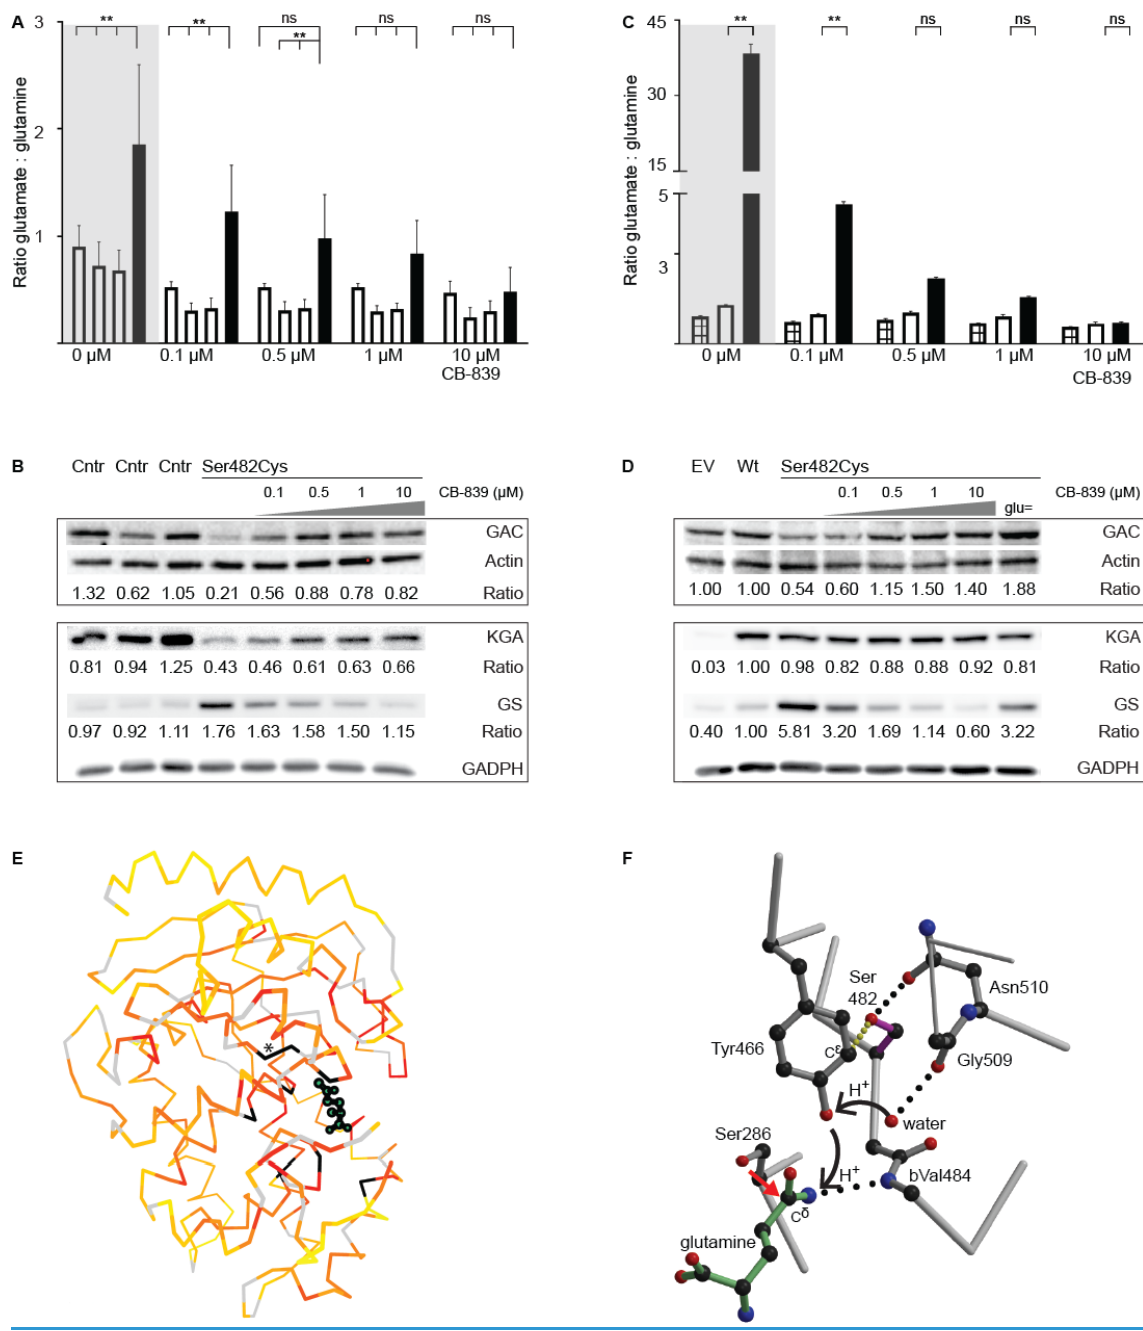 A
Ratio glutamate : glutamine
3
2
1
**
**
ns
**
ns
ns
0 µM
0.1 µM
0.5 µM
1 µM
10 µM
CB-839
C
Ratio glutamate : glutamine
45
30
15
5
3
**
**
ns
ns
ns
0 µM
0.1 µM
0.5 µM
1 µM
10 µM
CB-839
B
Cntr Cntr Cntr Ser482Cys
0.1 0.5 1 10 CB-839 (µM)
GAC
Actin
1.32 0.62 1.05 0.21 0.56 0.88 0.78 0.82 Ratio
KGA
0.81 0.94 1.25 0.43 0.46 0.61 0.63 0.66 Ratio
GS
0.97 0.92 1.11 1.76 1.63 1.58 1.50 1.15 Ratio
GADPH
D
EV Wt Ser482Cys
0.1 0.5 1 10 CB-839 (µM)
glu=
GAC
Actin
1.00 1.00 0.54 0.60 1.15 1.50 1.40 1.88 Ratio
KGA
0.03 1.00 0.98 0.82 0.88 0.88 0.92 0.81 Ratio
GS
0.40 1.00 5.81 3.20 1.69 1.14 0.60 3.22 Ratio
GADPH
E
*
F
Ser
482
Asn510
Tyr466
Cε
Gly509
H+
water
Ser286
H+
bVal484
Cδ
glutamine